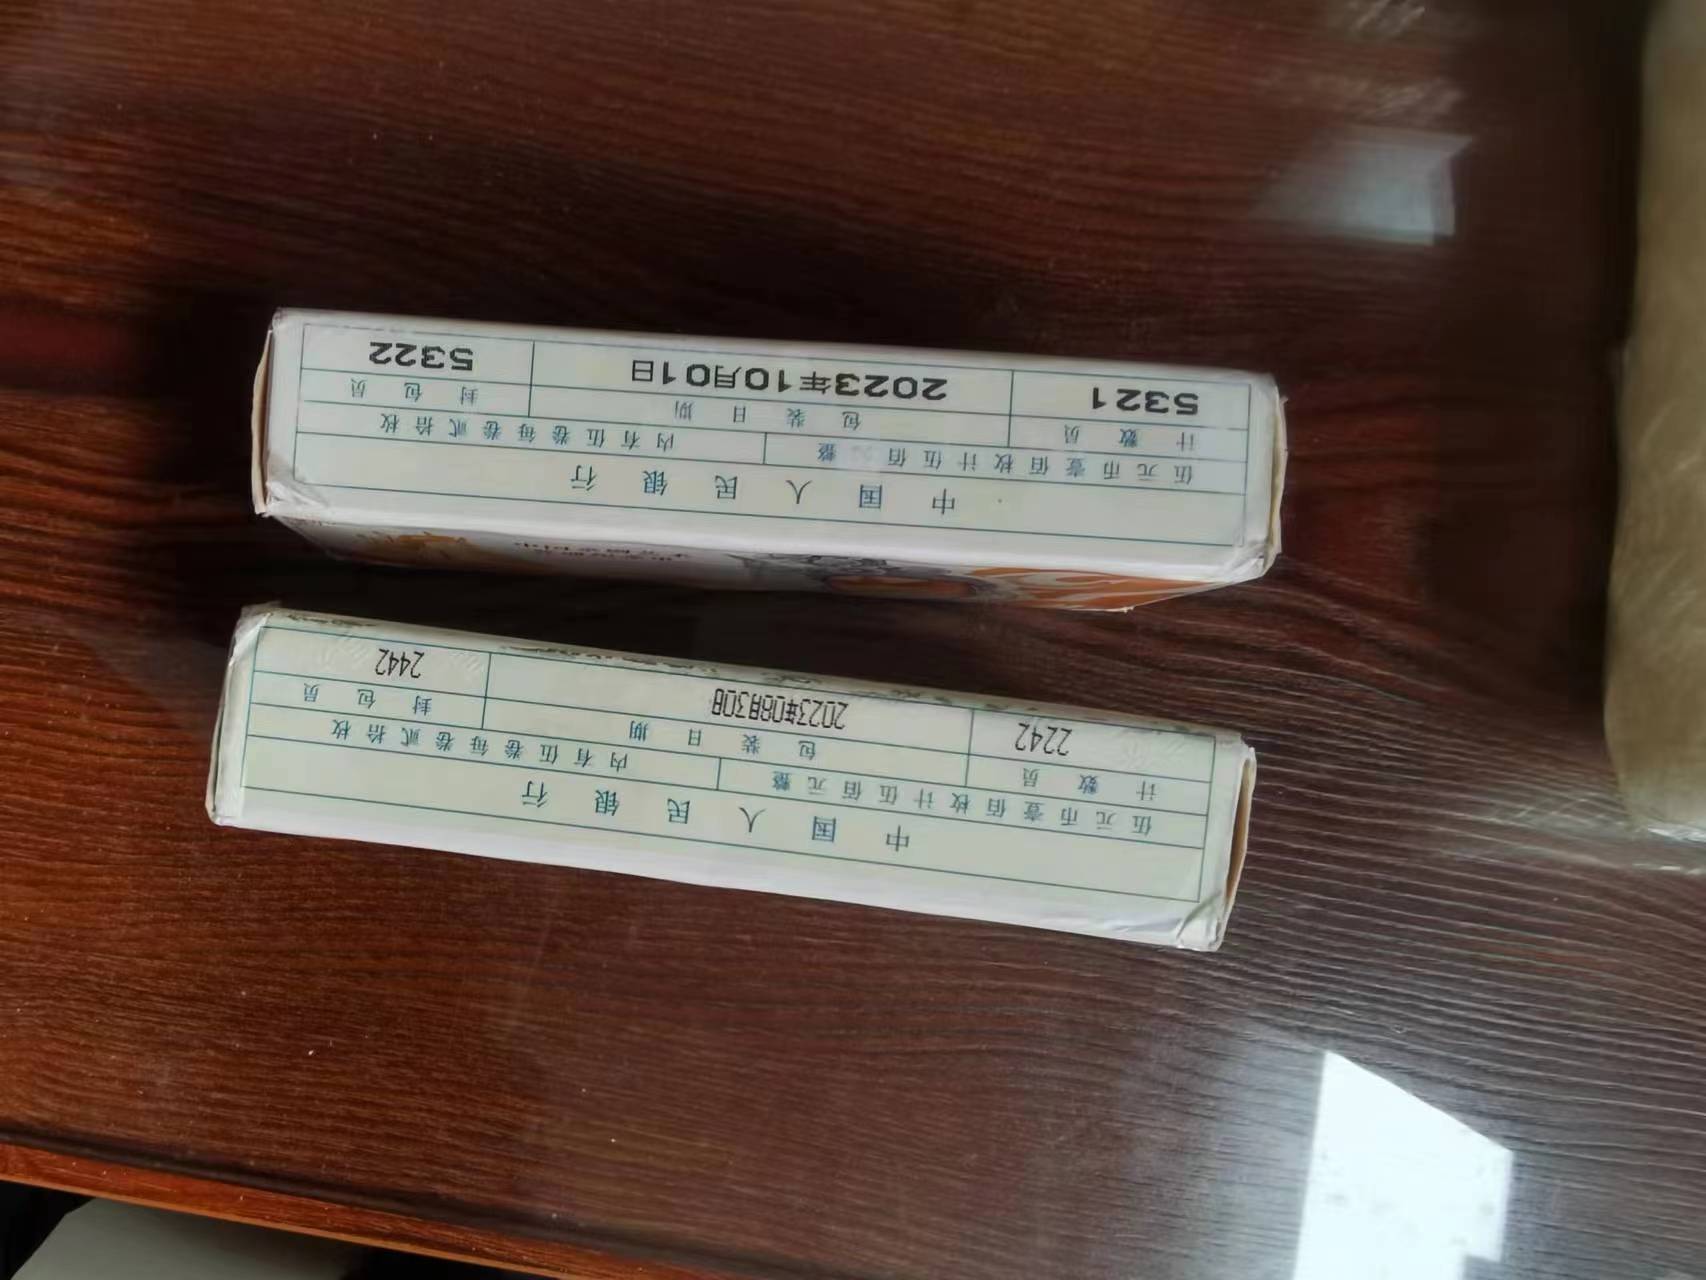 中国人民银行
伍元币壹佰枚计伍佰元整 内有伍卷每卷贰拾枚
计数员 包装日期 封包员
2242 2023年08月30日 2442
中国人民银行
伍元币壹佰枚计伍佰 整 内有伍卷每卷贰拾枚
计数员 包装日期 封包员
5321 2023年10月01日 5322